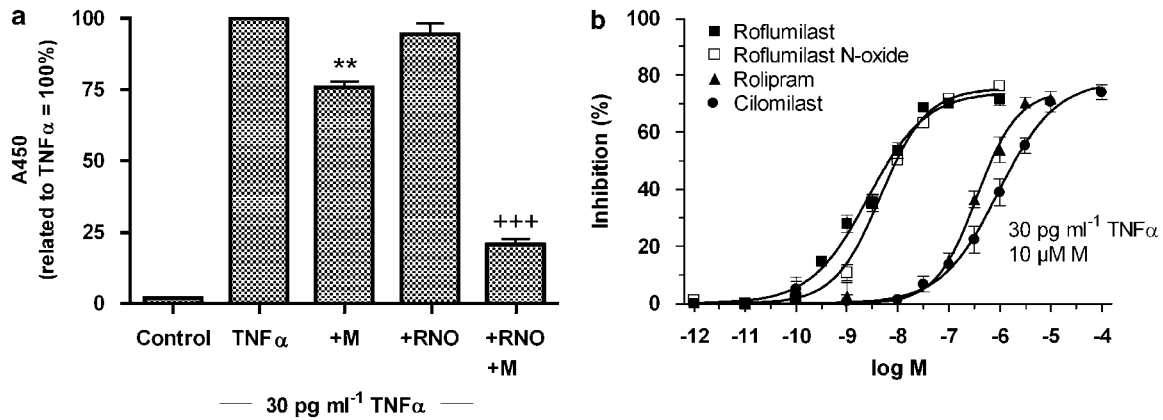 a
A450
(related to TNFα = 100%)
100
75
50
25
0
**
+++
Control TNFα +M +RNO +RNO
+M
30 pg ml⁻¹ TNFα
b
Inhibition (%)
100
80
60
40
20
0
Roflumilast
Roflumilast N-oxide
Rolipram
Cilomilast
30 pg ml⁻¹ TNFα
10 µM M
-12 -11 -10 -9 -8 -7 -6 -5 -4
log M